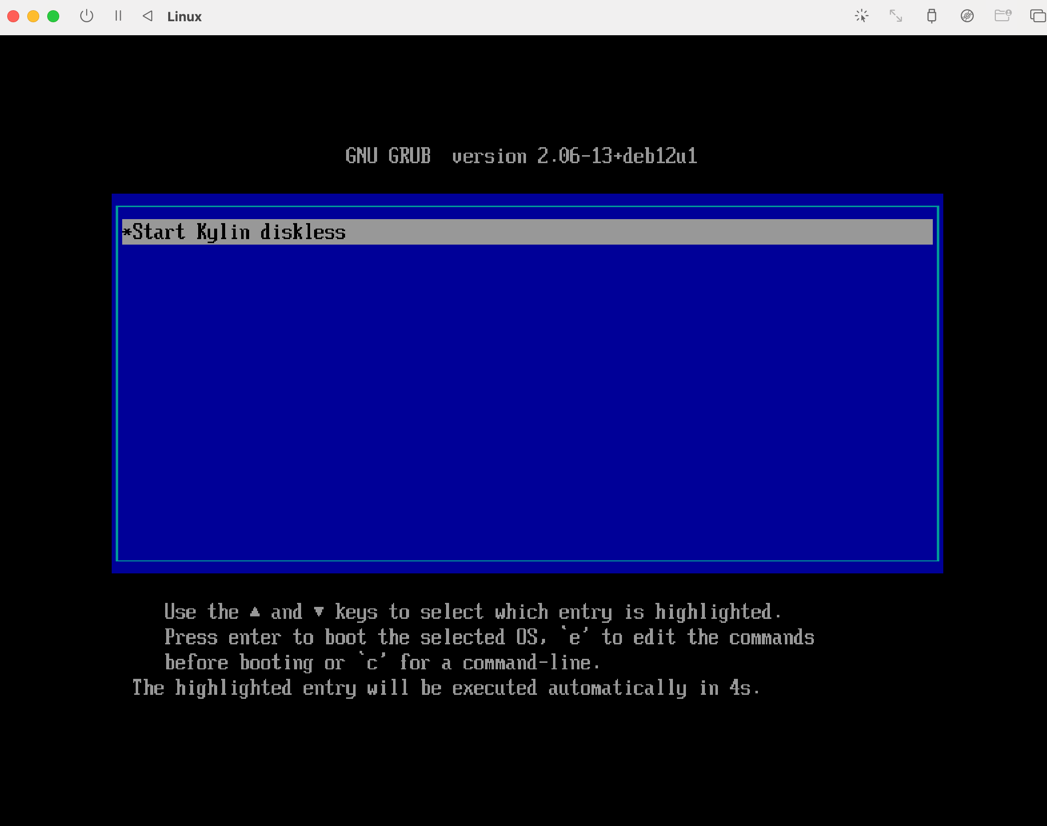 Linux
GNU GRUB  version 2.06-13+deb12u1
*Start Kylin diskless
Use the ▲ and ▼ keys to select which entry is highlighted.
Press enter to boot the selected OS, `e' to edit the commands
before booting or `c' for a command-line.
The highlighted entry will be executed automatically in 4s.